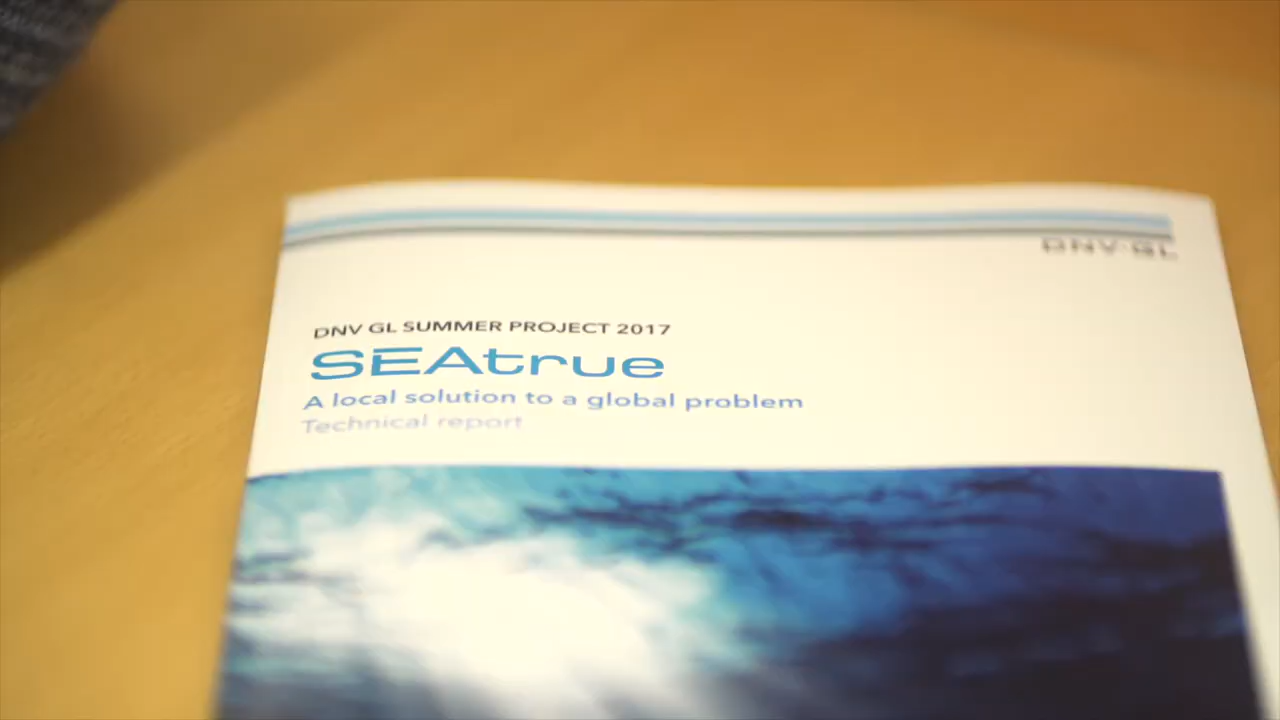 DNV·GL
DNV GL SUMMER PROJECT 2017
SEAtrue
A local solution to a global problem
Technical report